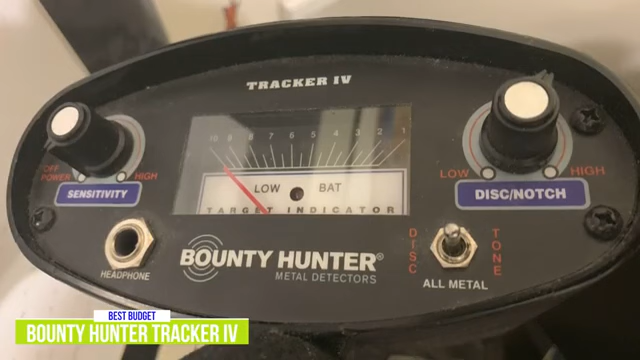 TRACKER IV
10 9 8 7 6 5 4 3 2 1
LOW BAT
TARGET INDICATOR
OFF
POWER HIGH
SENSITIVITY
LOW HIGH
DISC/NOTCH
HEADPHONE
BOUNTY HUNTER®
METAL DETECTORS
DISC
TONE
ALL METAL
BEST BUDGET
BOUNTY HUNTER TRACKER IV